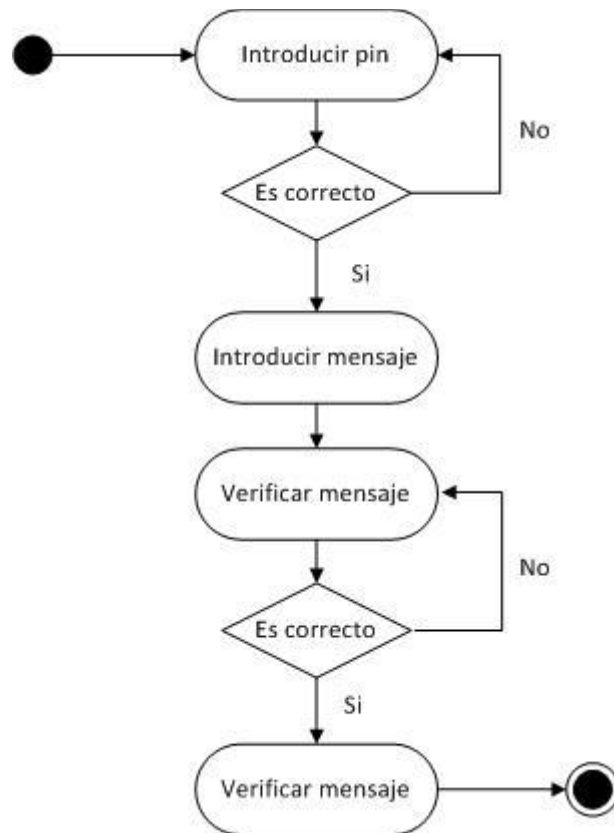 Introducir pin
No
Es correcto
Si
Introducir mensaje
Verificar mensaje
No
Es correcto
Si
Verificar mensaje